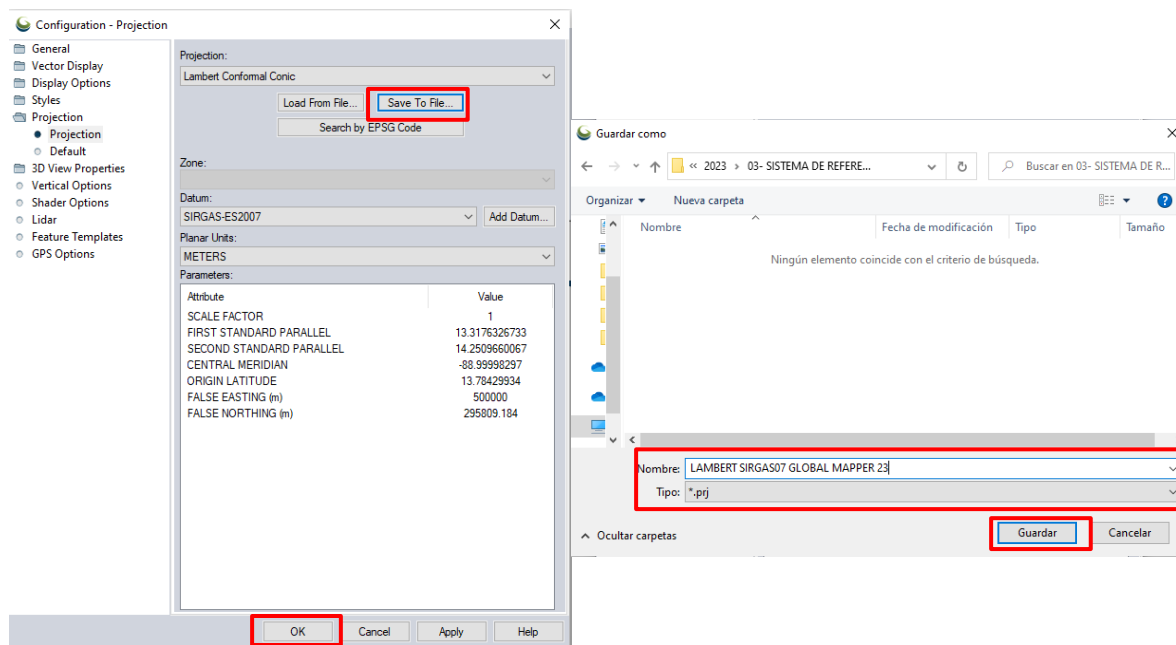 Configuration - Projection
General
Vector Display
Display Options
Styles
Projection
Projection
Default
3D View Properties
Vertical Options
Shader Options
Lidar
Feature Templates
GPS Options
Projection:
Lambert Conformal Conic
Load From File... Save To File...
Search by EPSG Code
Zone:
Datum:
SIRGAS-ES2007 Add Datum...
Planar Units:
METERS
Parameters:
Attribute Value
SCALE FACTOR 1
FIRST STANDARD PARALLEL 13.3176326733
SECOND STANDARD PARALLEL 14.2509660067
CENTRAL MERIDIAN -88.99998297
ORIGIN LATITUDE 13.78429934
FALSE EASTING (m) 500000
FALSE NORTHING (m) 295809.184
OK Cancel Apply Help
Guardar como
« 2023 › 03- SISTEMA DE REFERE... Buscar en 03- SISTEMA DE R...
Organizar Nueva carpeta
Nombre Fecha de modificación Tipo Tamaño
Ningún elemento coincide con el criterio de búsqueda.
Nombre: LAMBERT SIRGAS07 GLOBAL MAPPER 23
Tipo: *.prj
Ocultar carpetas Guardar Cancelar